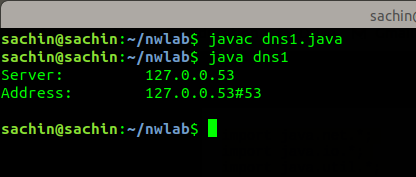 sachin
sachin@sachin:~/nwlab$ javac dns1.java
sachin@sachin:~/nwlab$ java dns1
Server:         127.0.0.53
Address:        127.0.0.53#53
sachin@sachin:~/nwlab$